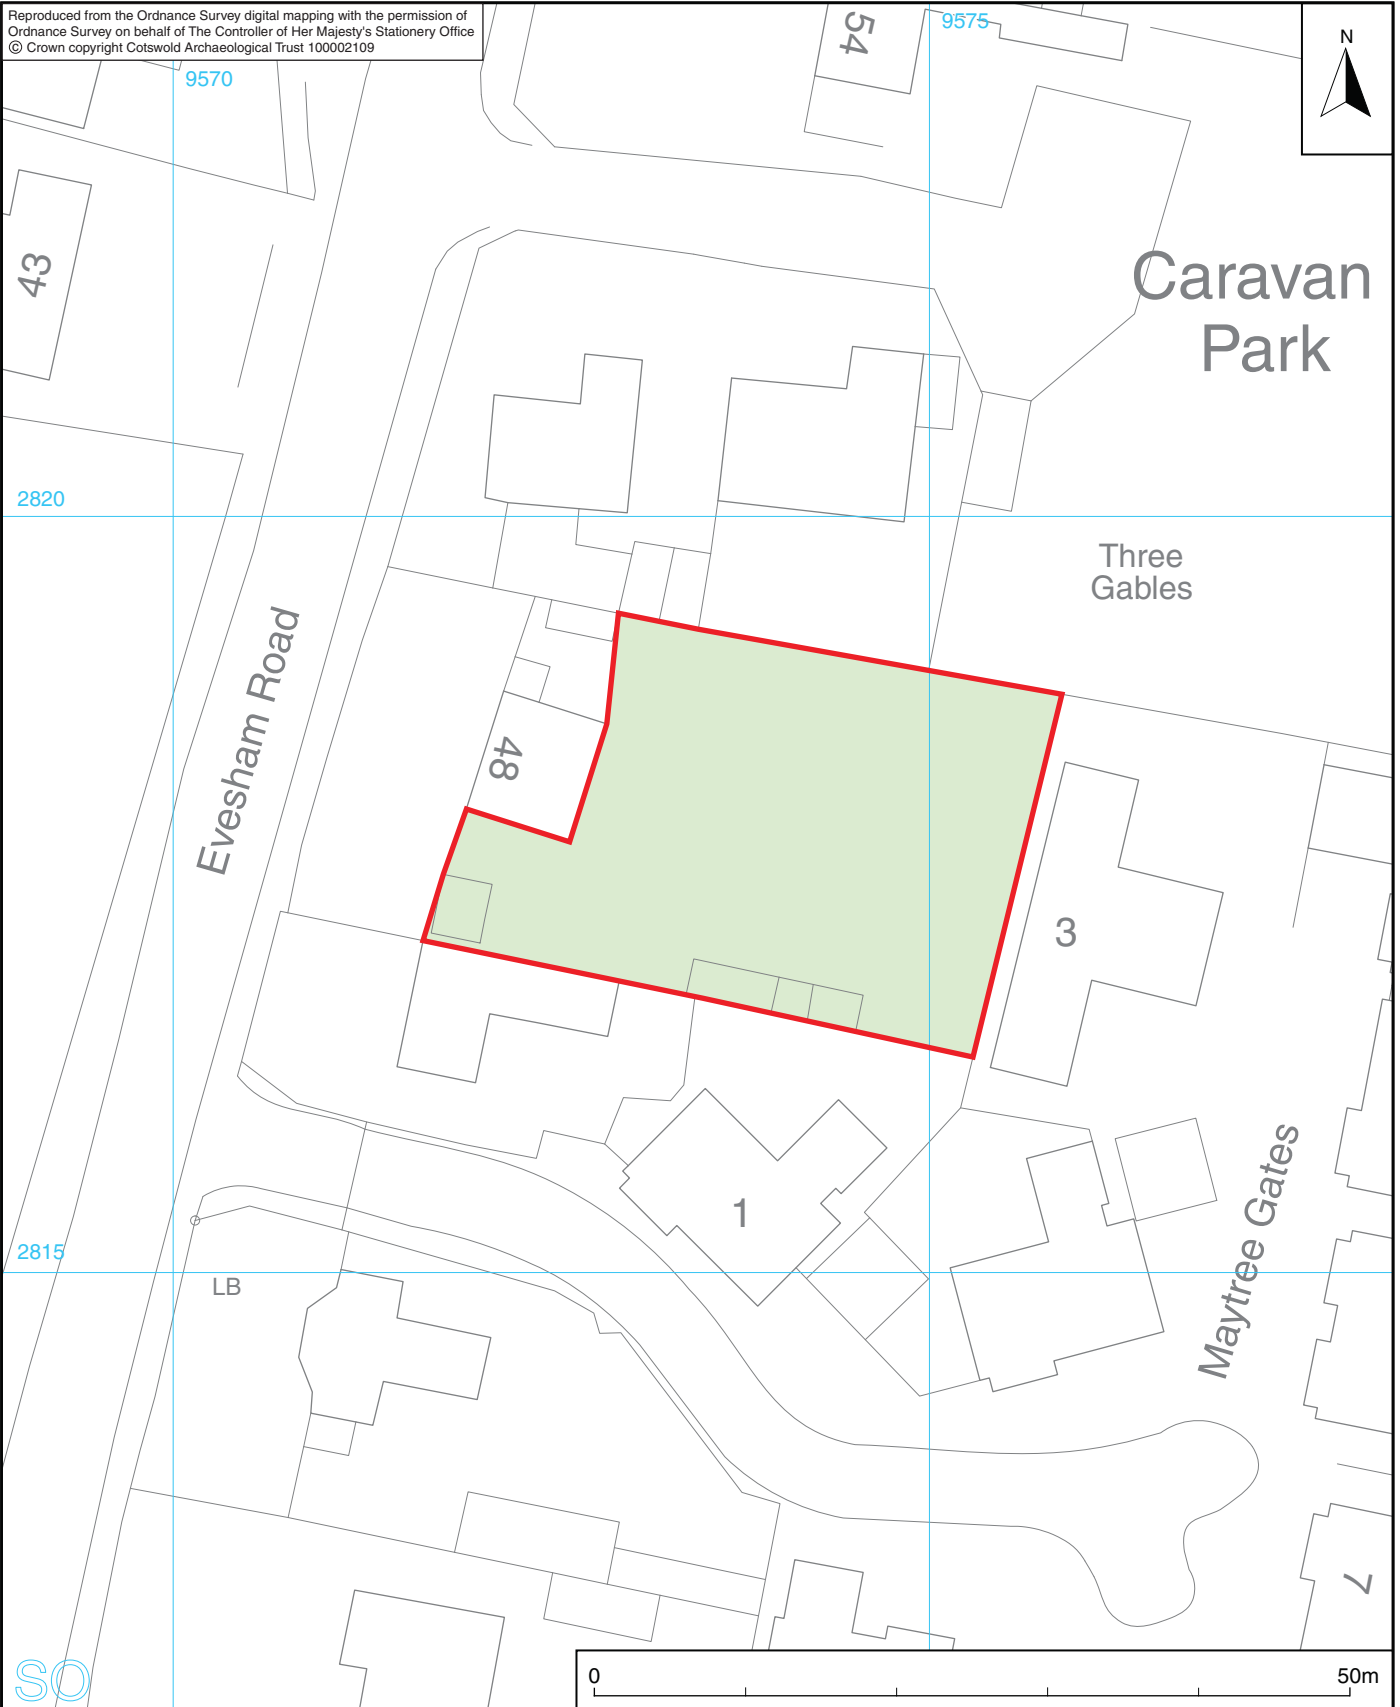 Reproduced from the Ordnance Survey digital mapping with the permission of
Ordnance Survey on behalf of The Controller of Her Majesty's Stationery Office
© Crown copyright Cotswold Archaeological Trust 100002109
9570
54
9575
N
43
Caravan
Park
2820
Three
Gables
Evesham Road
48
3
1
Maytree Gates
2815
LB
7
SO
0
50m